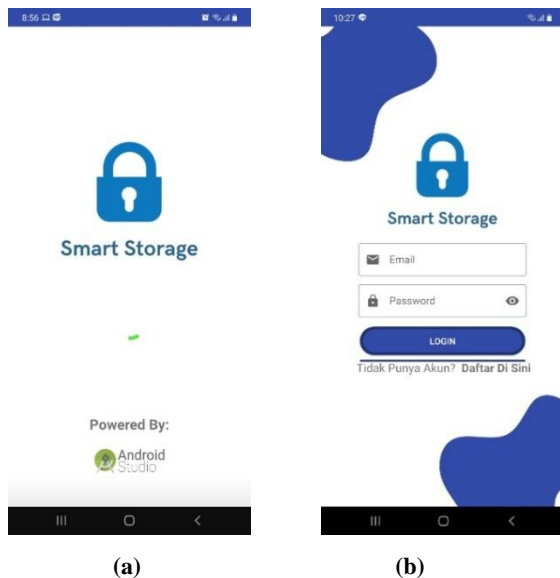 8:56
Smart Storage
Powered By:
Android
Studio
(a)
10:27
Smart Storage
Email
Password
LOGIN
Tidak Punya Akun? Daftar Di Sini
(b)